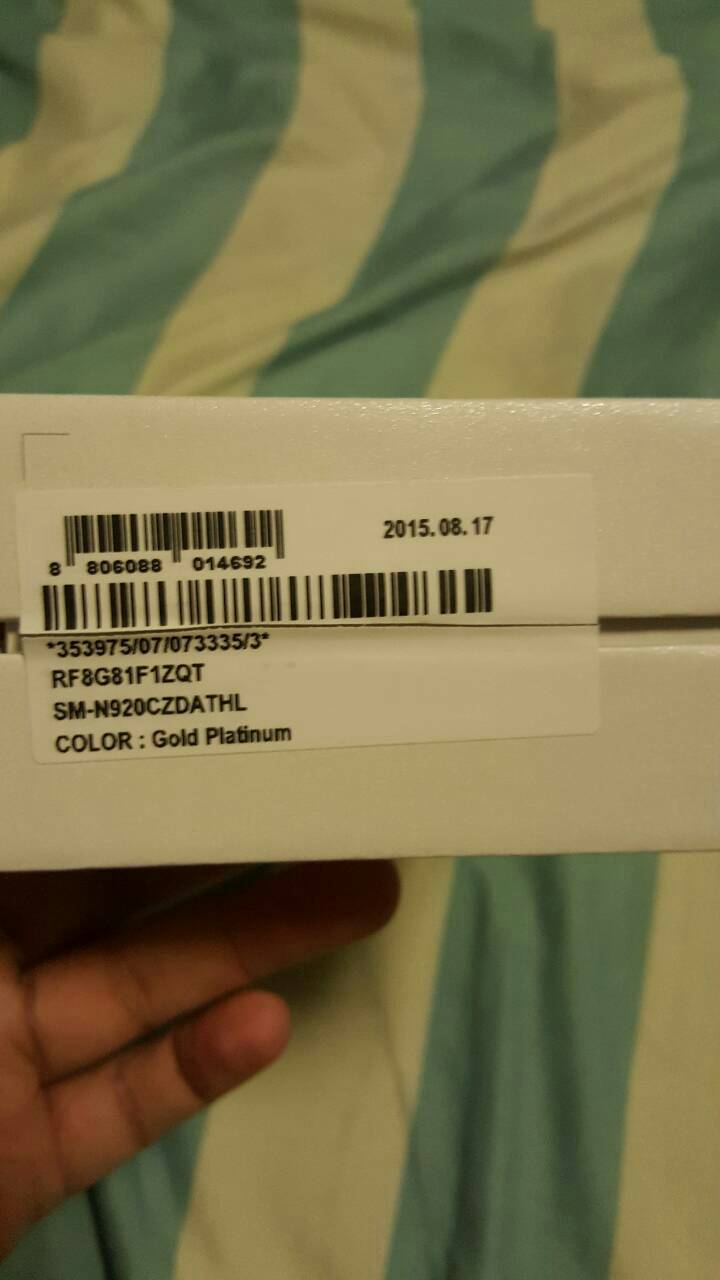 2015.08.17
8 806088 014692
*353975/07/073335/3*
RF8G81F1ZQT
SM-N920CZDATHL
COLOR : Gold Platinum